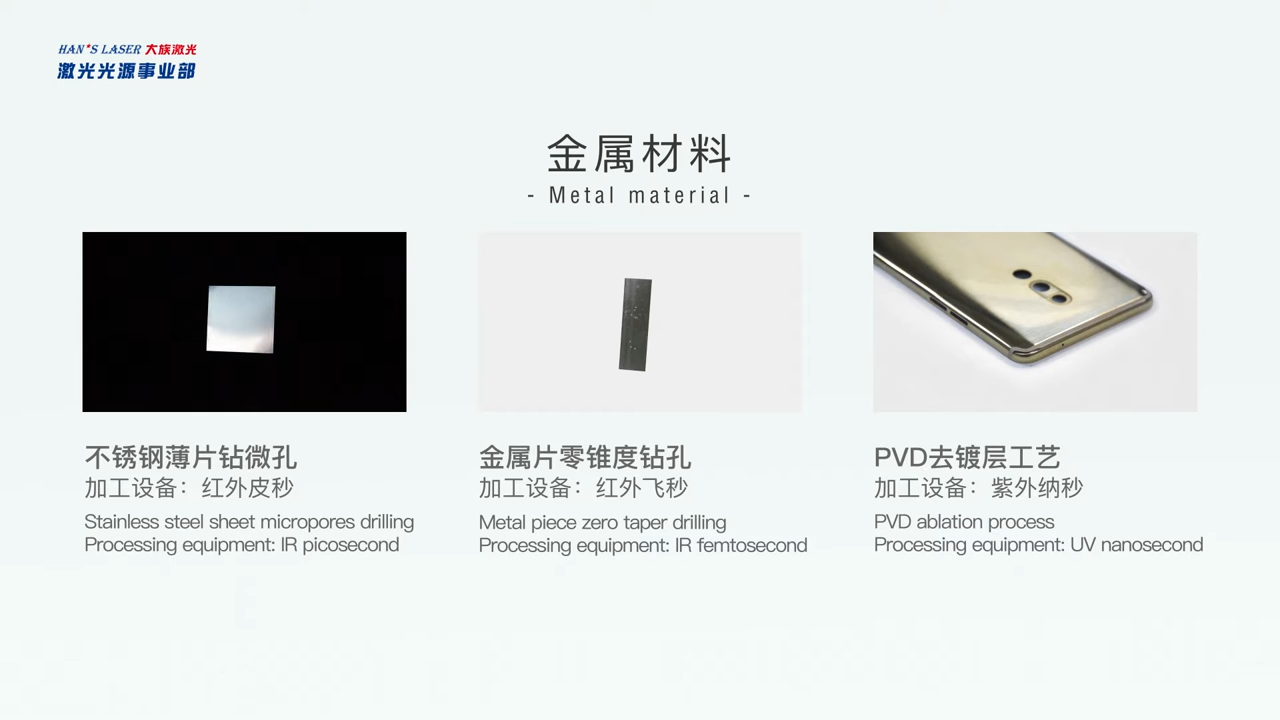 HAN'S LASER 大族激光
激光光源事业部
金属材料
- Metal material -
不锈钢薄片钻微孔
加工设备：红外皮秒
Stainless steel sheet micropores drilling
Processing equipment: IR picosecond
金属片零锥度钻孔
加工设备：红外飞秒
Metal piece zero taper drilling
Processing equipment: IR femtosecond
PVD去镀层工艺
加工设备：紫外纳秒
PVD ablation process
Processing equipment: UV nanosecond